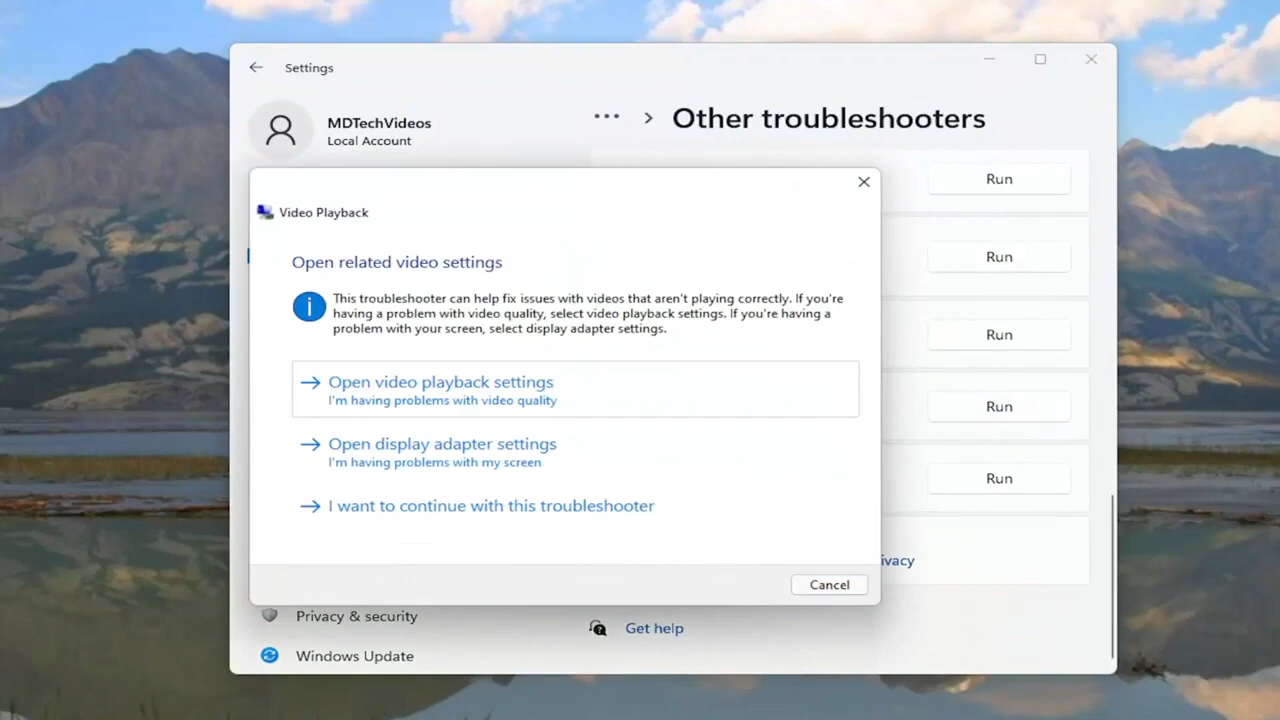 Settings
MDTechVideos
Local Account
... > Other troubleshooters
Run
Video Playback
Open related video settings
This troubleshooter can help fix issues with videos that aren't playing correctly. If you're
having a problem with video quality, select video playback settings. If you're having a
problem with your screen, select display adapter settings.
Open video playback settings
I'm having problems with video quality
Open display adapter settings
I'm having problems with my screen
I want to continue with this troubleshooter
Cancel
Run
Run
Run
Run
ivacy
Privacy & security
Windows Update
Get help